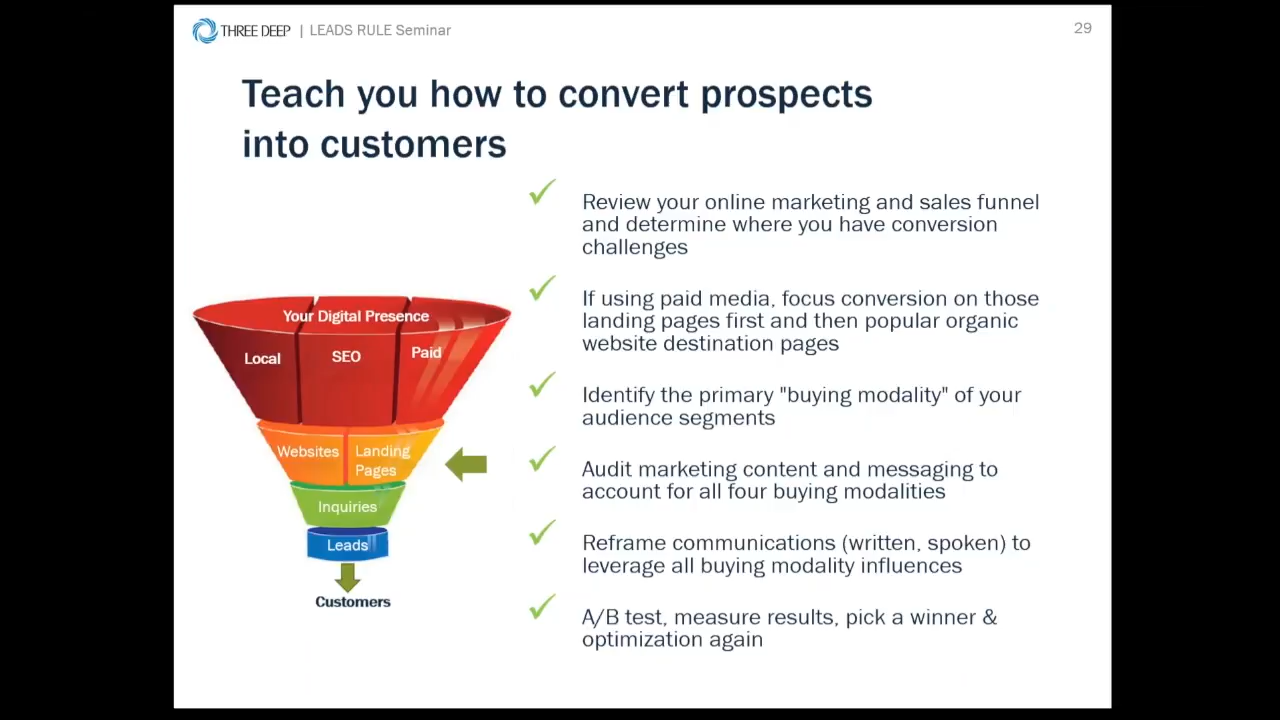 THREE DEEP | LEADS RULE Seminar
29
Teach you how to convert prospects
into customers
Your Digital Presence
Local
SEO
Paid
Websites
Landing
Pages
Inquiries
Leads
Customers
Review your online marketing and sales funnel
and determine where you have conversion
challenges
If using paid media, focus conversion on those
landing pages first and then popular organic
website destination pages
Identify the primary "buying modality" of your
audience segments
Audit marketing content and messaging to
account for all four buying modalities
Reframe communications (written, spoken) to
leverage all buying modality influences
A/B test, measure results, pick a winner &
optimization again